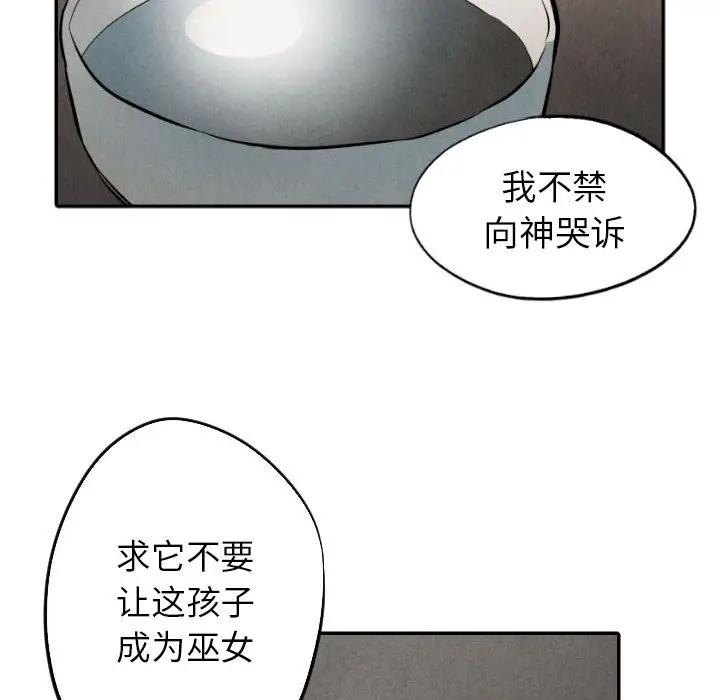 我不禁
向神哭诉
求它不要
让这孩子
成为巫女